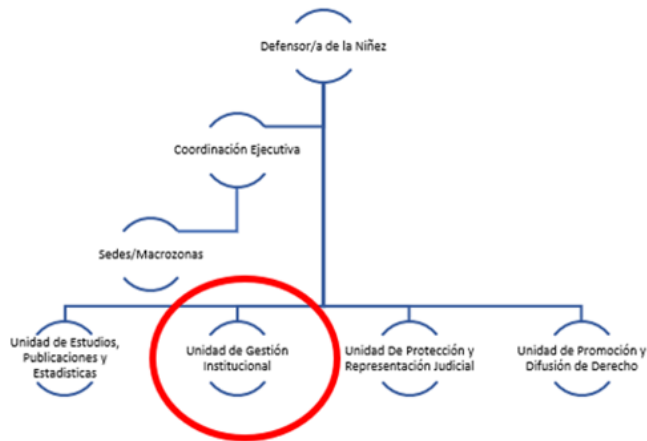 Defensor/a de la Niñez
Coordinación Ejecutiva
Sedes/Macrozonas
Unidad de Estudios,
Publicaciones y
Estadisticas
Unidad de Gestión
Institucional
Unidad De Protección y
Representación Judicial
Unidad de Promoción y
Difusión de Derecho